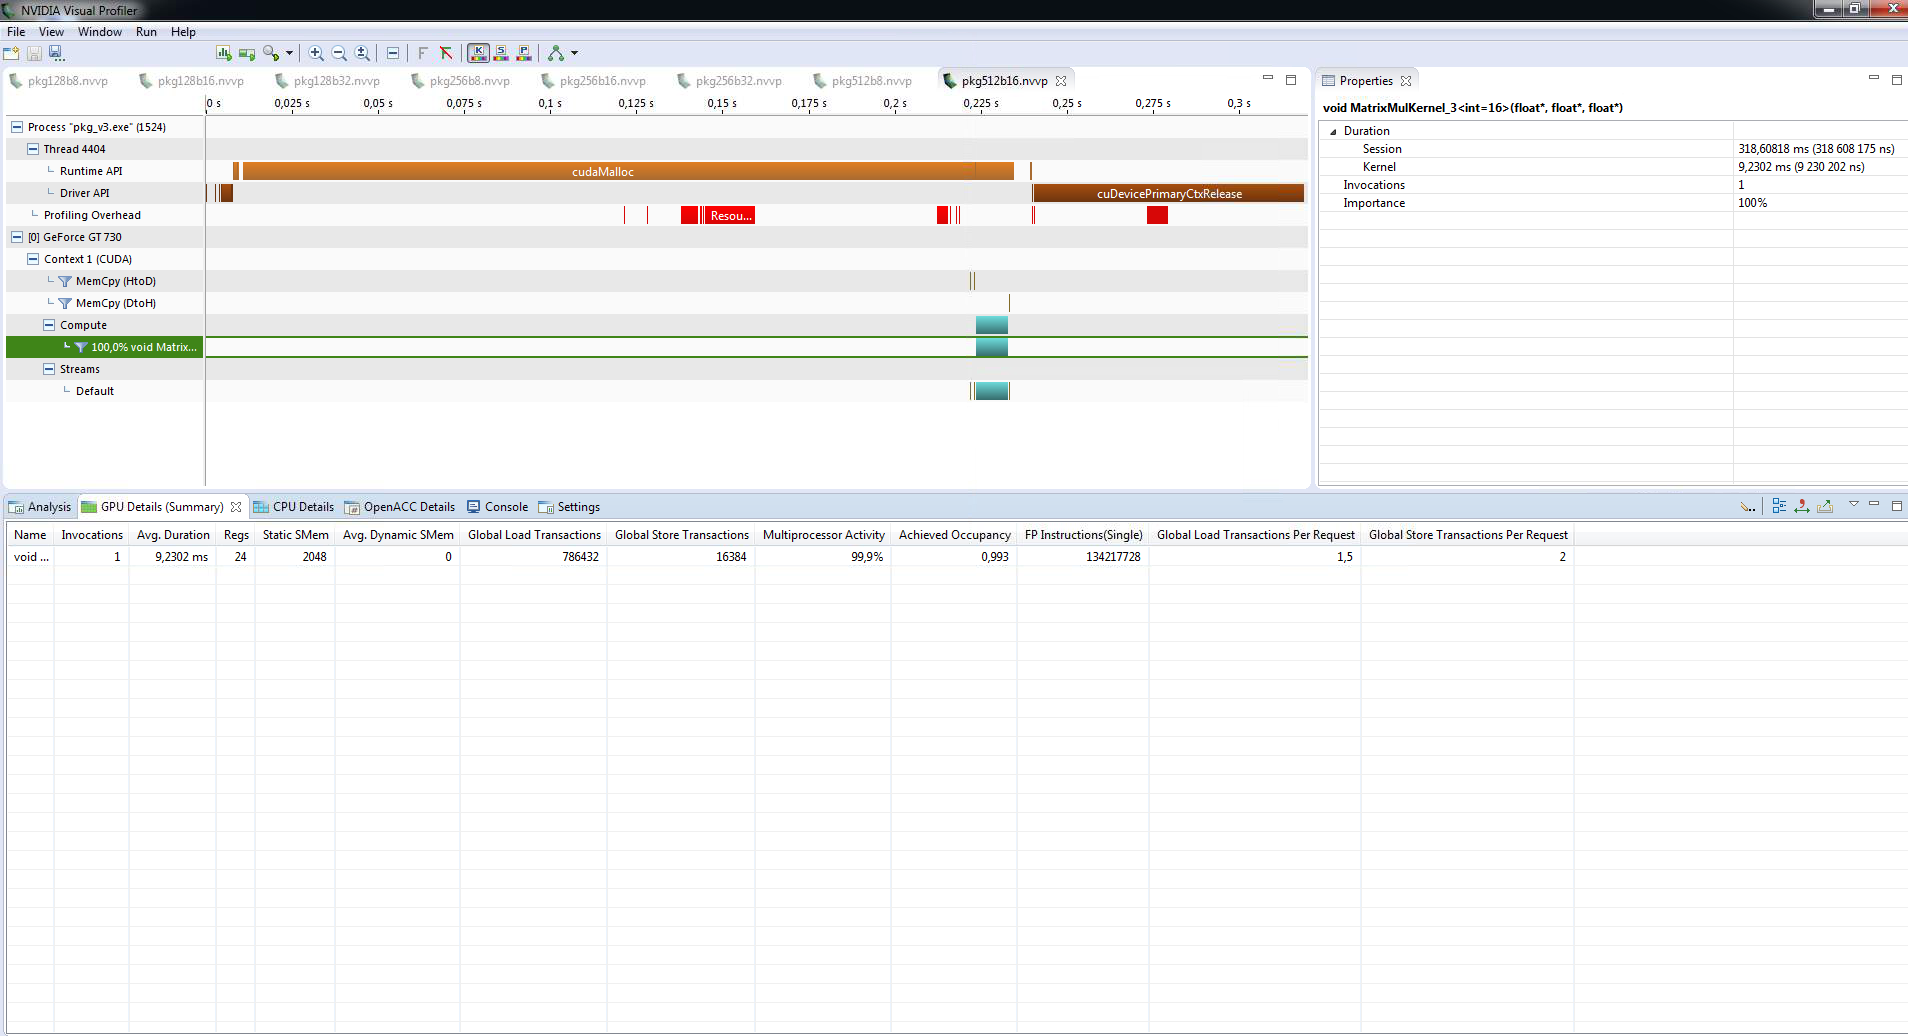 NVIDIA Visual Profiler
File View Window Run Help
pkg128b8.nvvp pkg128b16.nvvp pkg128b32.nvvp pkg256b8.nvvp pkg256b16.nvvp pkg256b32.nvvp pkg512b8.nvvp pkg512b16.nvvp
0 s 0,025 s 0,05 s 0,075 s 0,1 s 0,125 s 0,15 s 0,175 s 0,2 s 0,225 s 0,25 s 0,275 s 0,3 s
Process "pkg_v3.exe" (1524)
Thread 4404
Runtime API cudaMalloc
Driver API cuDevicePrimaryCtxRelease
Profiling Overhead Resou...
[0] GeForce GT 730
Context 1 (CUDA)
MemCpy (HtoD)
MemCpy (DtoH)
Compute
100,0% void Matrix...
Streams
Default
Properties
void MatrixMulKernel_3<int=16>(float*, float*, float*)
Duration
Session 318,60818 ms (318 608 175 ns)
Kernel 9,2302 ms (9 230 202 ns)
Invocations 1
Importance 100%
Analysis GPU Details (Summary) CPU Details OpenACC Details Console Settings
Name Invocations Avg. Duration Regs Static SMem Avg. Dynamic SMem Global Load Transactions Global Store Transactions Multiprocessor Activity Achieved Occupancy FP Instructions(Single) Global Load Transactions Per Request Global Store Transactions Per Request
void ... 1 9,2302 ms 24 2048 0 786432 16384 99,9% 0,993 134217728 1,5 2